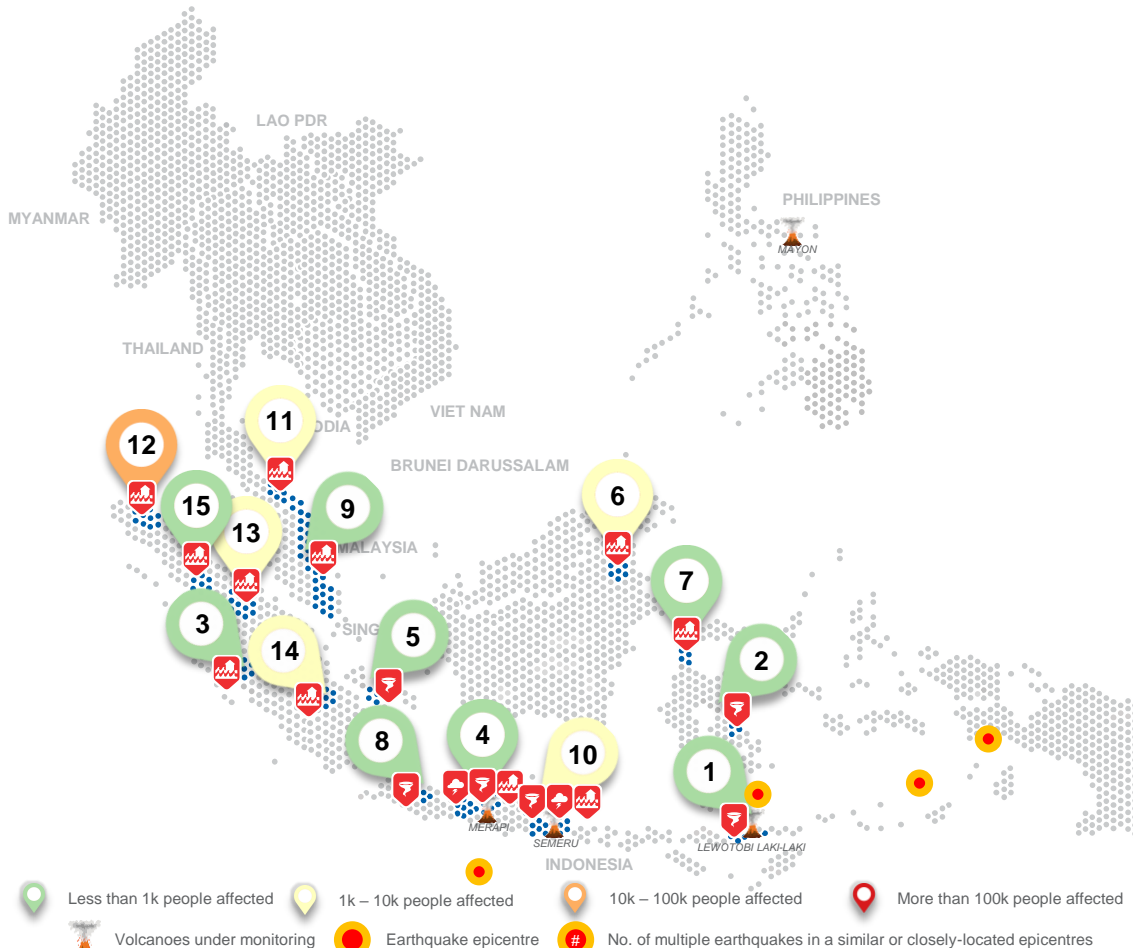 LAO PDR
PHILIPPINES
MYANMAR
MAYON
THAILAND
11
VIET NAM
ODIA
12
BRUNEI DARUSSALAM
6
15
9
13
MALAYSIA
7
3
SING
5
14
2
8
4
10
1
MERAPI
SEMERU
LEWOTOBI LAKI-LAKI
INDONESIA
Less than 1k people affected
1k – 10k people affected
10k – 100k people affected
More than 100k people affected
Volcanoes under monitoring
Earthquake epicentre
#
No. of multiple earthquakes in a similar or closely-located epicentres